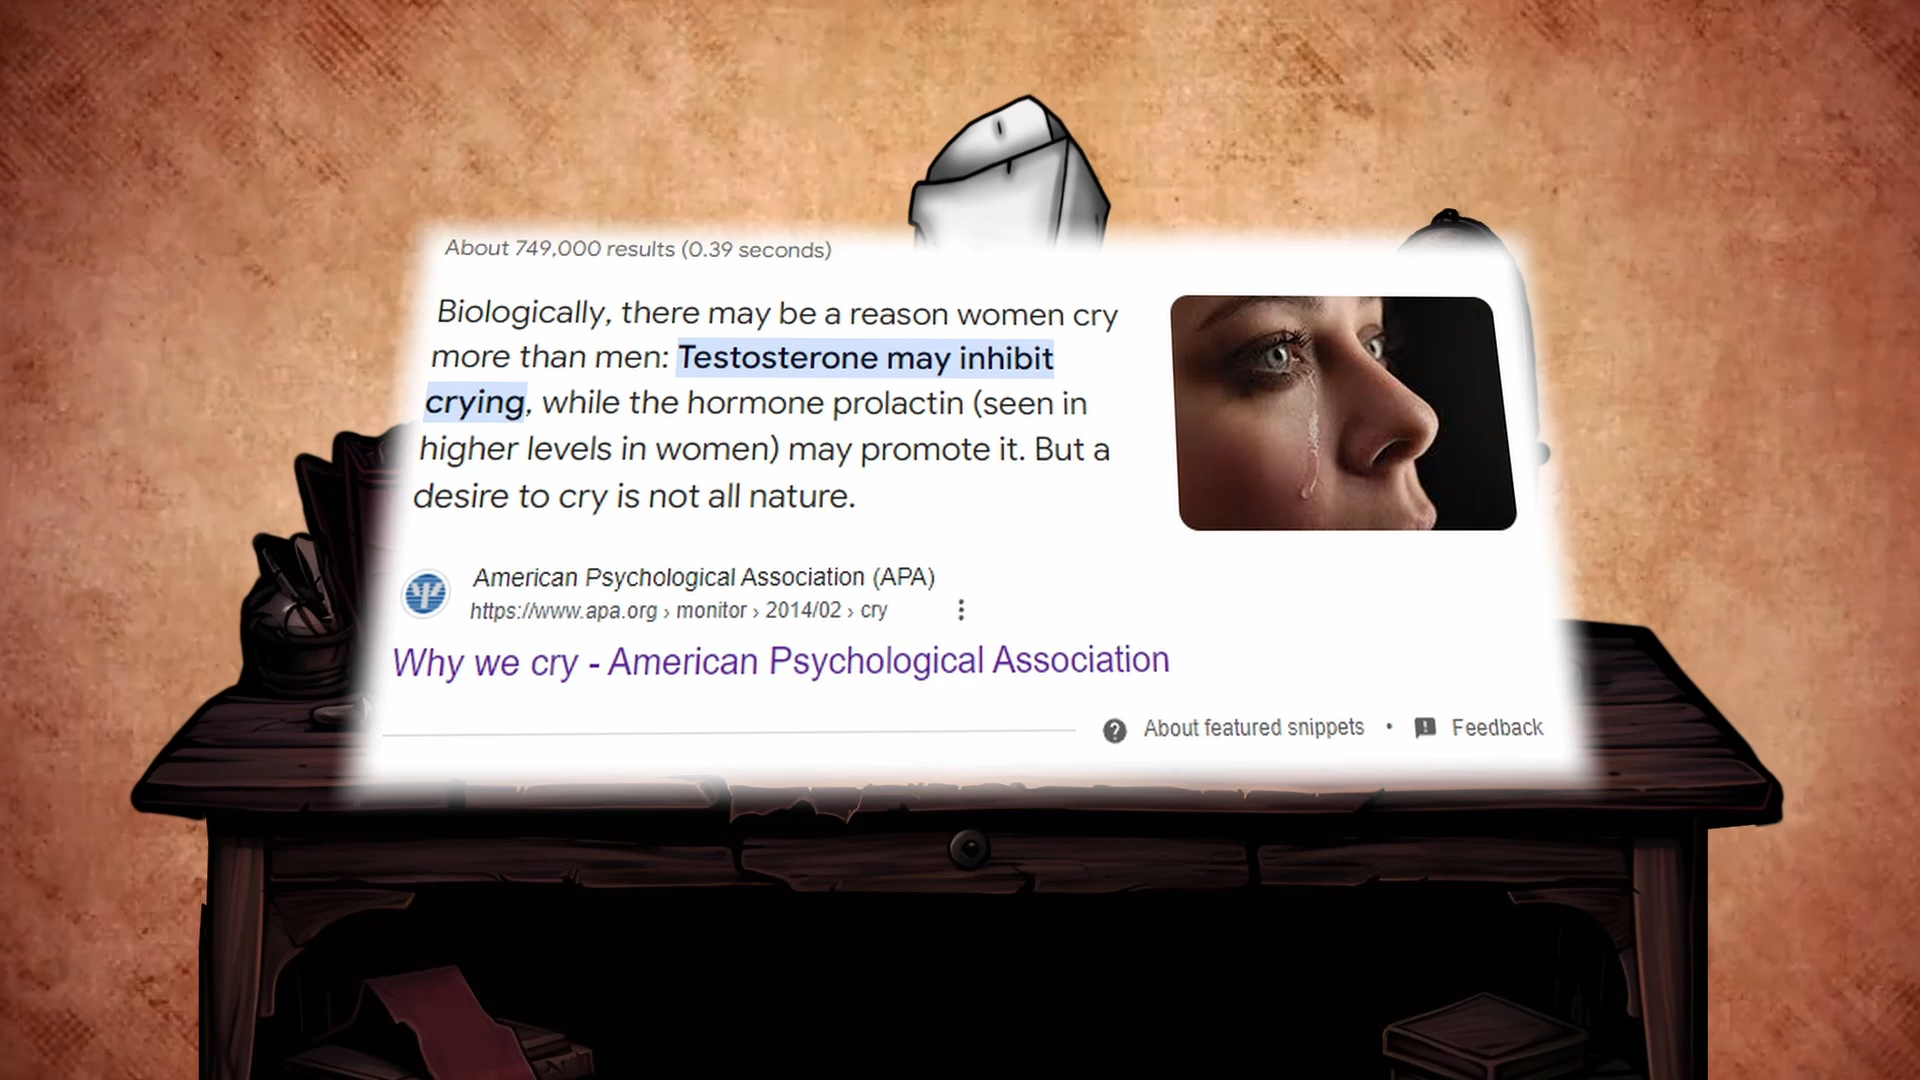 About 749,000 results (0.39 seconds)
Biologically, there may be a reason women cry
more than men: Testosterone may inhibit
crying, while the hormone prolactin (seen in
higher levels in women) may promote it. But a
desire to cry is not all nature.
American Psychological Association (APA)
https://www.apa.org › monitor › 2014/02 › cry
Why we cry - American Psychological Association
About featured snippets • Feedback